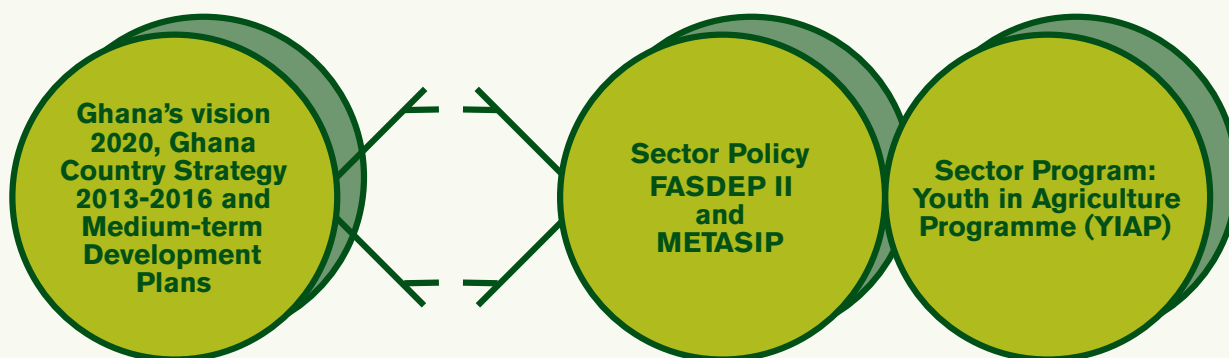 Ghana’s vision
2020, Ghana
Country Strategy
2013-2016 and
Medium-term
Development
Plans
Sector Policy
FASDEP II
and
METASIP
Sector Program:
Youth in Agriculture
Programme (YIAP)